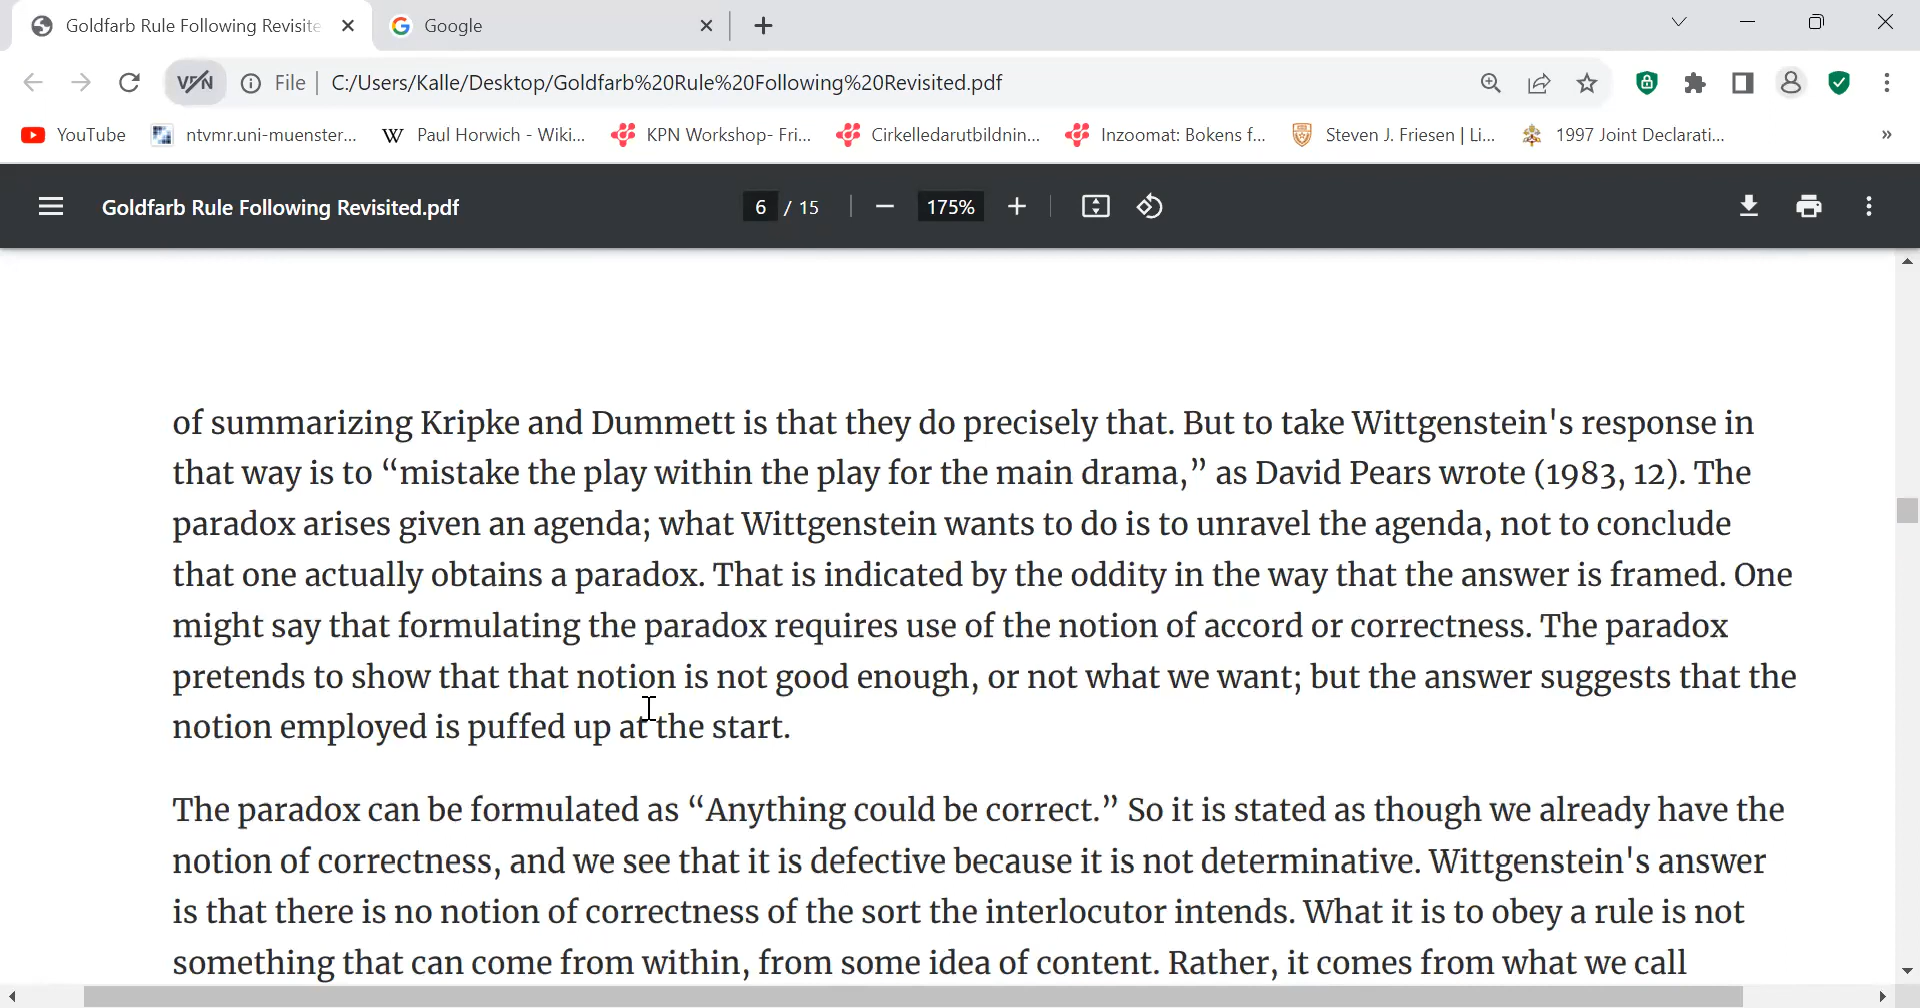 Goldfarb Rule Following Revisite
Google
File
C:/Users/Kalle/Desktop/Goldfarb%20Rule%20Following%20Revisited.pdf
YouTube
ntvmr.uni-muenster...
Paul Horwich - Wiki...
KPN Workshop- Fri...
Cirkelledarutbildnin...
Inzoomat: Bokens f...
Steven J. Friesen | Li...
1997 Joint Declarati...
»
Goldfarb Rule Following Revisited.pdf
6 / 15
175%
of summarizing Kripke and Dummett is that they do precisely that. But to take Wittgenstein's response in
that way is to “mistake the play within the play for the main drama,” as David Pears wrote (1983, 12). The
paradox arises given an agenda; what Wittgenstein wants to do is to unravel the agenda, not to conclude
that one actually obtains a paradox. That is indicated by the oddity in the way that the answer is framed. One
might say that formulating the paradox requires use of the notion of accord or correctness. The paradox
pretends to show that that notion is not good enough, or not what we want; but the answer suggests that the
notion employed is puffed up at the start.
The paradox can be formulated as “Anything could be correct.” So it is stated as though we already have the
notion of correctness, and we see that it is defective because it is not determinative. Wittgenstein's answer
is that there is no notion of correctness of the sort the interlocutor intends. What it is to obey a rule is not
something that can come from within, from some idea of content. Rather, it comes from what we call